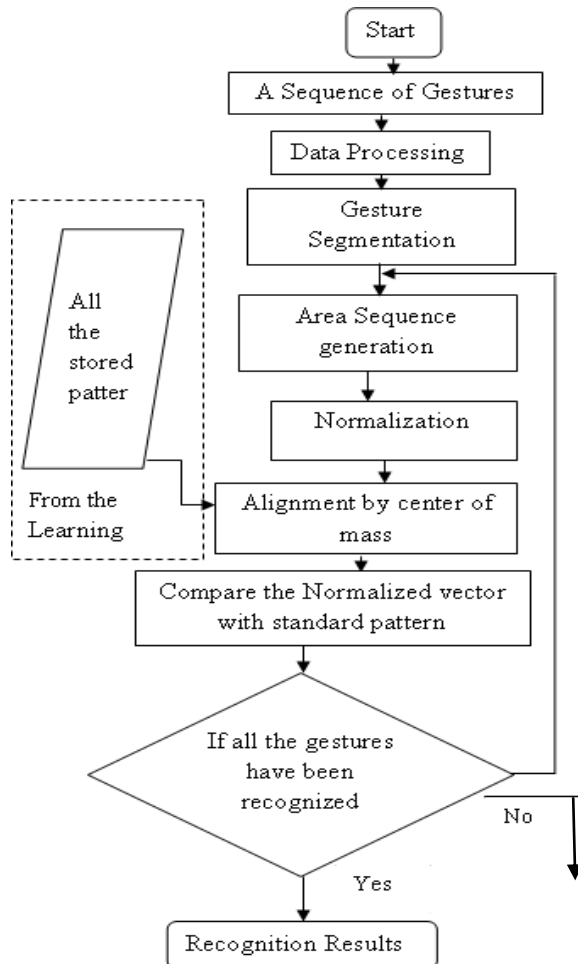 Start
A Sequence of Gestures
Data Processing
Gesture
Segmentation
All
the
stored
patter
From the
Learning
Area Sequence
generation
Normalization
Alignment by center of
mass
Compare the Normalized vector
with standard pattern
If all the gestures
have been
recognized
No
Yes
Recognition Results